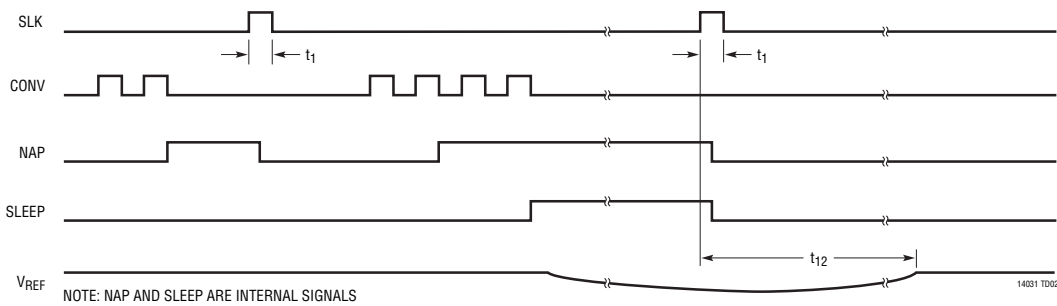 SLK
t1
t1
CONV
NAP
SLEEP
t12
VREF
NOTE: NAP AND SLEEP ARE INTERNAL SIGNALS
14031 TD02